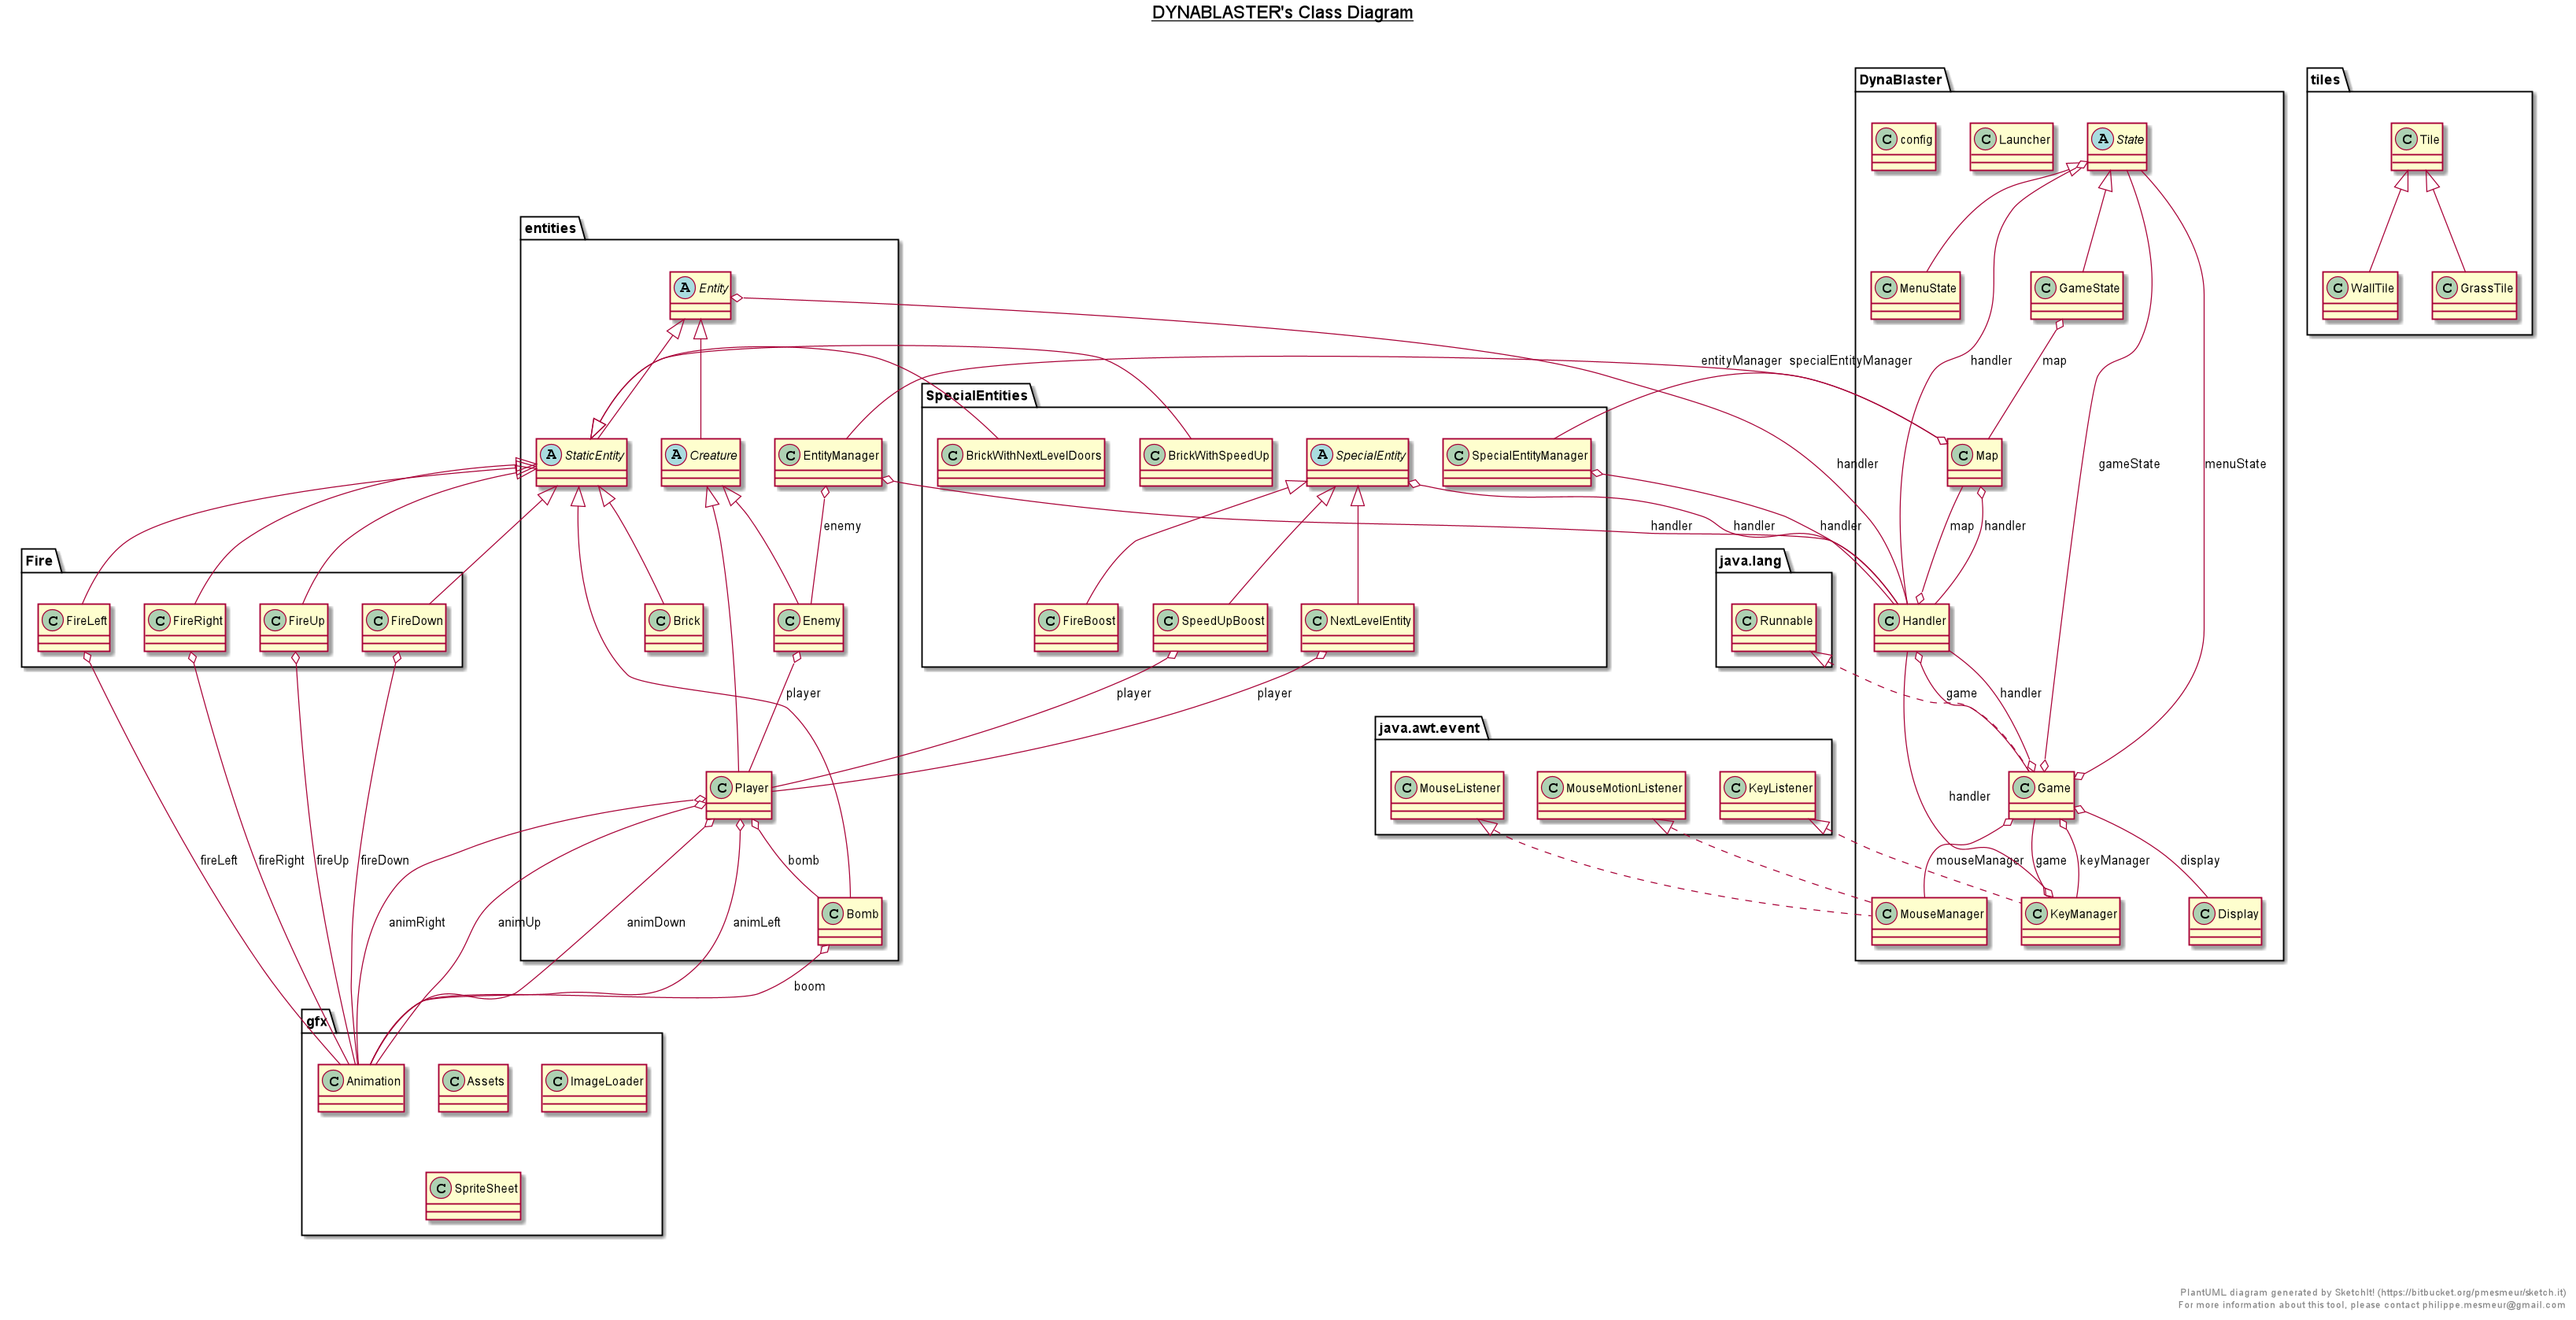 DYNABLASTER's Class Diagram
DynaBlaster
tiles
C config
C Launcher
A State
C Tile
entities
A Entity
C MenuState
C GameState
C WallTile
C GrassTile
entityManager
specialEntityManager
handler
map
SpecialEntities
A StaticEntity
A Creature
C EntityManager
C BrickWithNextLevelDoors
C BrickWithSpeedUp
A SpecialEntity
C SpecialEntityManager
C Map
handler
gameState
menuState
enemy
handler
handler
handler
map
handler
Fire
java.lang
C FireLeft
C FireRight
C FireUp
C FireDown
C Brick
C Enemy
C FireBoost
C SpeedUpBoost
C NextLevelEntity
C Runnable
C Handler
player
player
player
game
handler
java.awt.event
C Player
C MouseListener
C MouseMotionListener
C KeyListener
C Game
handler
fireLeft
fireRight
fireUp
fireDown
bomb
mouseManager
game
keyManager
display
animRight
animUp
animDown
animLeft
C Bomb
C MouseManager
C KeyManager
C Display
boom
gfx
C Animation
C Assets
C ImageLoader
C SpriteSheet
PlantUML diagram generated by SketchIt! (https://bitbucket.org/pmesmeur/sketch.it)
For more information about this tool, please contact philippe.mesmeur@gmail.com